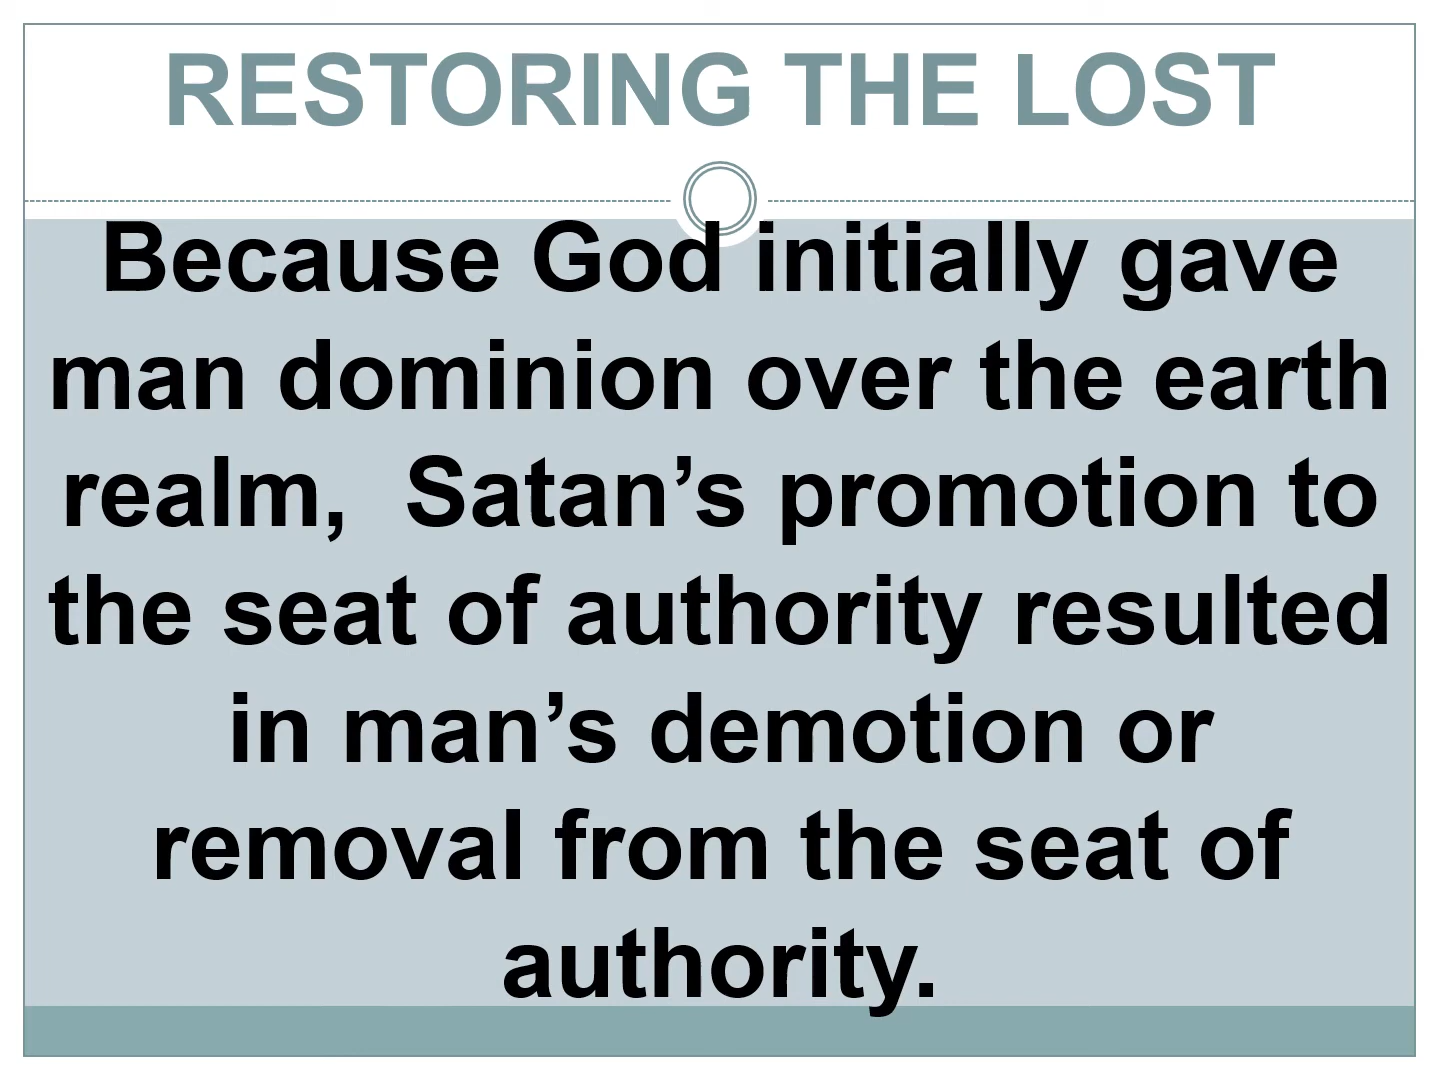 RESTORING THE LOST
Because God initially gave
man dominion over the earth
realm,  Satan’s promotion to
the seat of authority resulted
in man’s demotion or
removal from the seat of
authority.